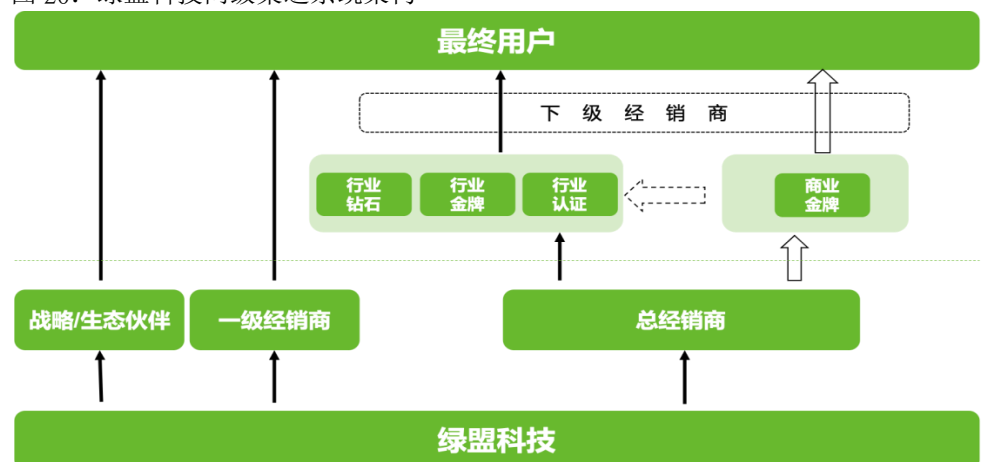 最终用户
下级经销商
行业
钻石
行业
金牌
行业
认证
商业
金牌
战略/生态伙伴
一级经销商
总经销商
绿盟科技